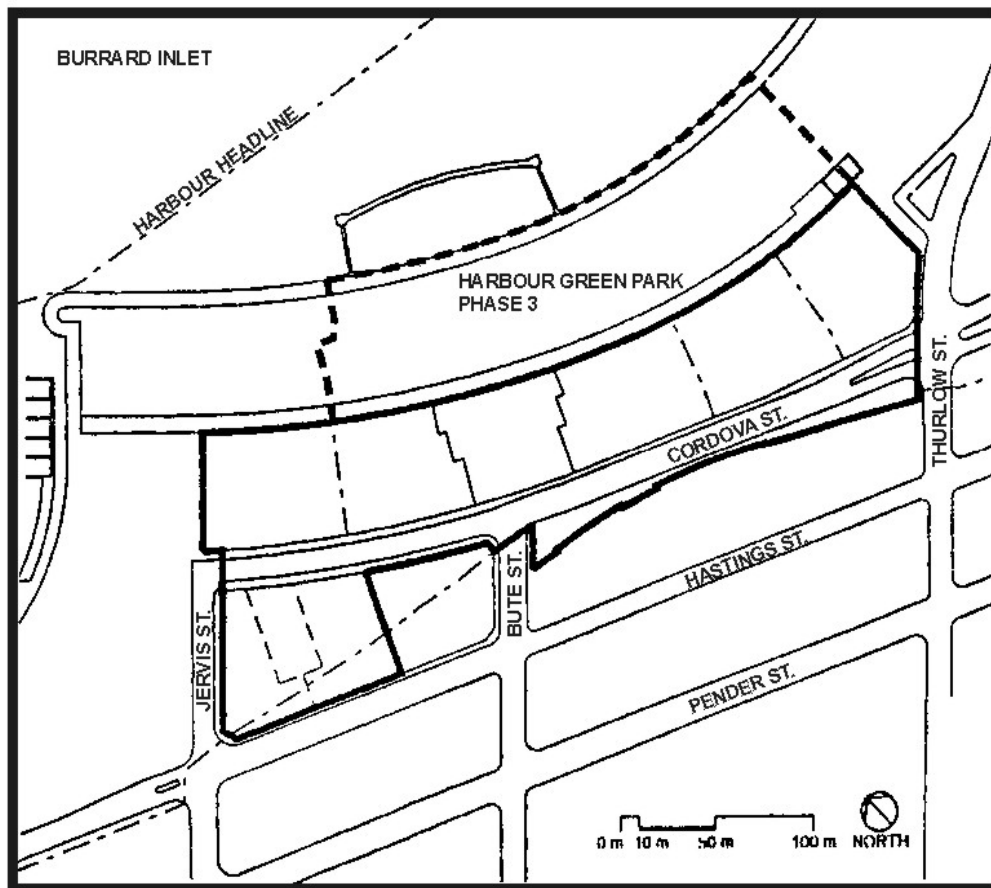 BURRARD INLET
HARBOUR HEADLINE
HARBOUR GREEN PARK
PHASE 3
CORDOVA ST.
THURLOW ST.
HASTINGS ST.
BUTE ST.
JERVIS ST.
PENDER ST.
0 m 10 m 50 m 100 m NORTH